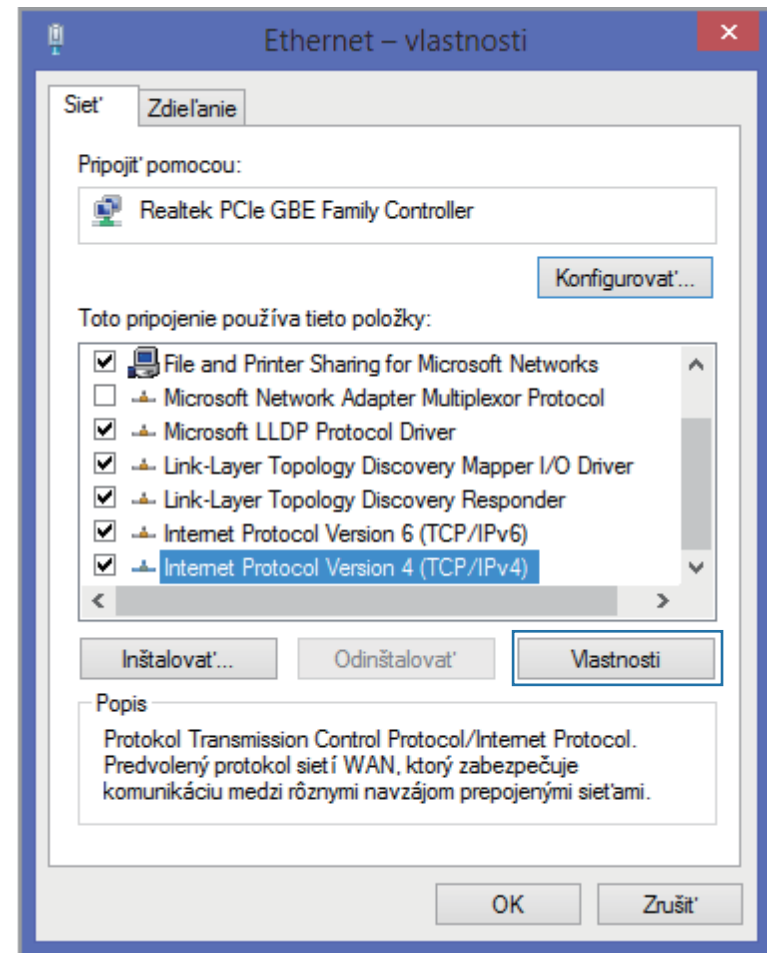 Ethernet – vlastnosti
Sieť
Zdieľanie
Pripojiť pomocou:
Realtek PCIe GBE Family Controller
Konfigurovať...
Toto pripojenie používa tieto položky:
File and Printer Sharing for Microsoft Networks
Microsoft Network Adapter Multiplexor Protocol
Microsoft LLDP Protocol Driver
Link-Layer Topology Discovery Mapper I/O Driver
Link-Layer Topology Discovery Responder
Internet Protocol Version 6 (TCP/IPv6)
Internet Protocol Version 4 (TCP/IPv4)
Inštalovať...
Odinštalovať
Vlastnosti
Popis
Protokol Transmission Control Protocol/Internet Protocol.
Predvolený protokol sietí WAN, ktorý zabezpečuje
komunikáciu medzi rôznymi navzájom prepojenými sieťami.
OK
Zrušiť